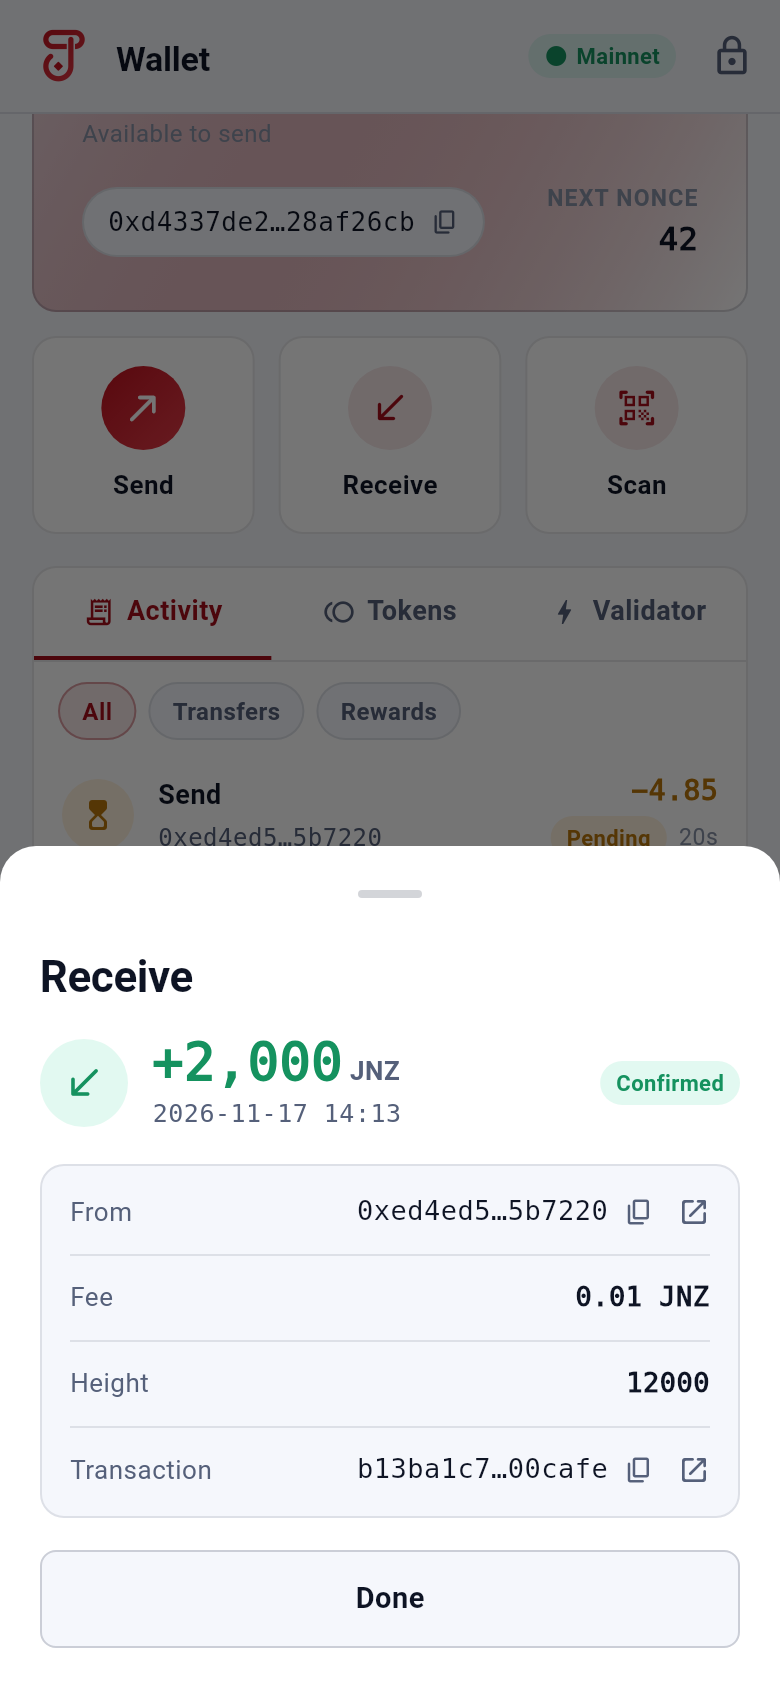 Wallet
Mainnet
Available to send
0xd4337de2…28af26cb
NEXT NONCE
42
Send
Receive
Scan
Activity
Tokens
Validator
All
Transfers
Rewards
Send
−4.85
0xed4ed5…5b7220
Pending
20s
Receive
+2,000 JNZ
2026-11-17 14:13
Confirmed
From
0xed4ed5…5b7220
Fee
0.01 JNZ
Height
12000
Transaction
b13ba1c7…00cafe
Done